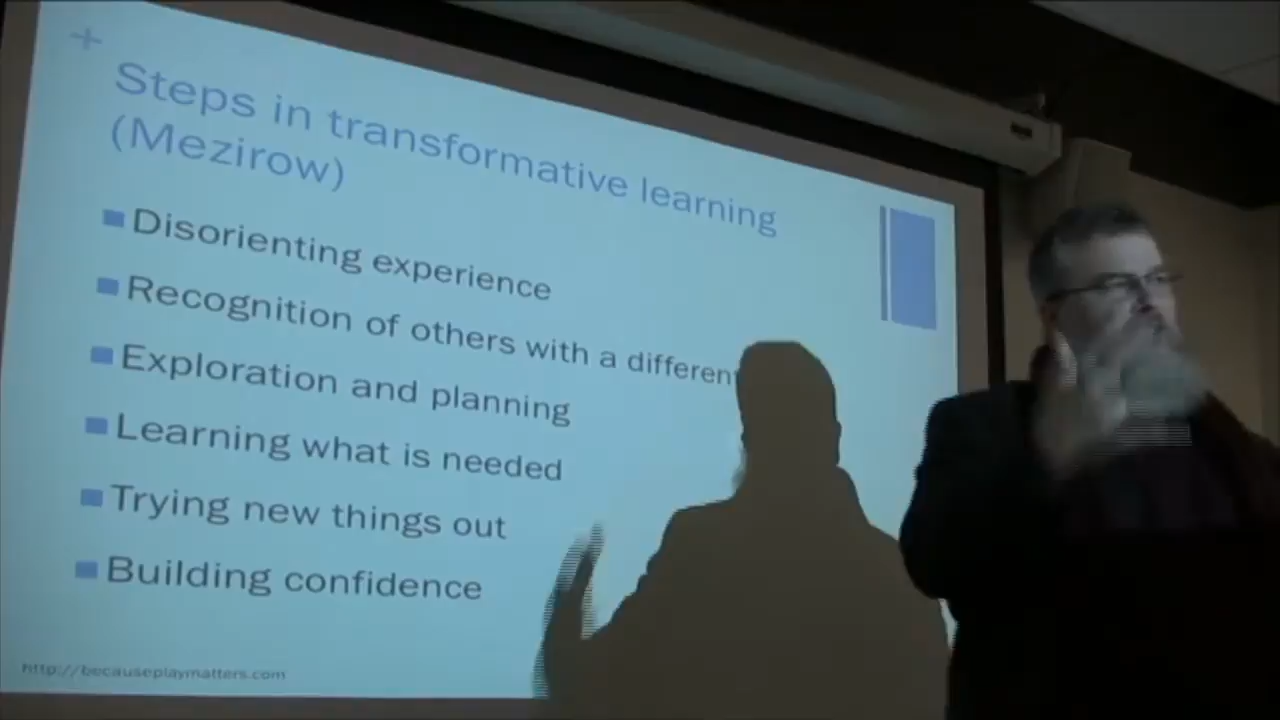 Steps in transformative learning
(Mezirow)
Disorienting experience
Recognition of others with a different
Exploration and planning
Learning what is needed
Trying new things out
Building confidence
http://becauseplaymatters.com